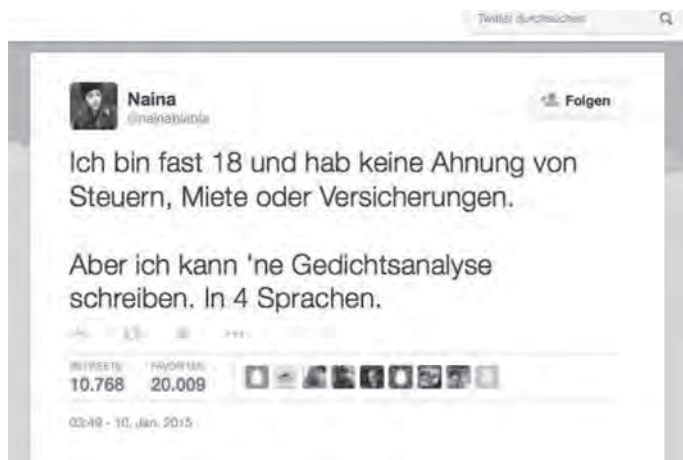 Twitter durchsuchen
Naina
@nainablabla
Folgen
Ich bin fast 18 und hab keine Ahnung von
Steuern, Miete oder Versicherungen.
Aber ich kann 'ne Gedichtsanalyse
schreiben. In 4 Sprachen.
RETWEETS FAVORITEN
10.768 20.009
03:49 - 10. Jan. 2015